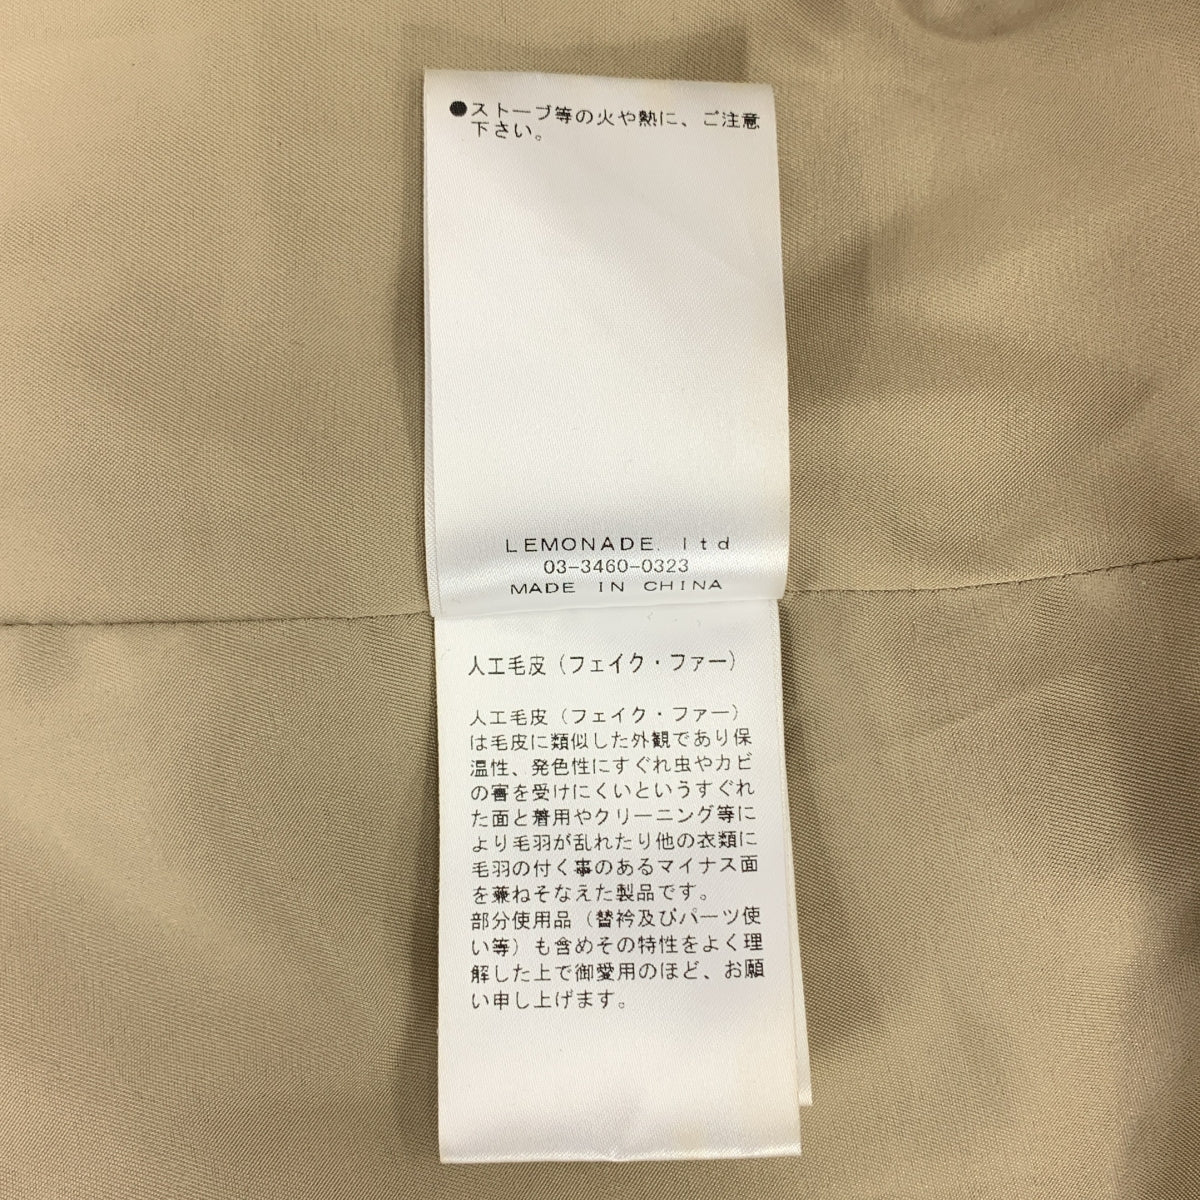 ●ストーブ等の火や熱に、ご注意
下さい。
LEMONADE. ltd
03-3460-0323
MADE IN CHINA
人工毛皮（フェイク・ファー）
人工毛皮（フェイク・ファー）
は毛皮に類似した外観であり保
温性、発色性にすぐれ虫やカビ
の害を受けにくいというすぐれ
た面と着用やクリーニング等に
より毛羽が乱れたり他の衣類に
毛羽の付く事のあるマイナス面
を兼ねそなえた製品です。
部分使用品（替衿及びパーツ使
い等）も含めその特性をよく理
解した上で御愛用のほど、お願
い申し上げます。